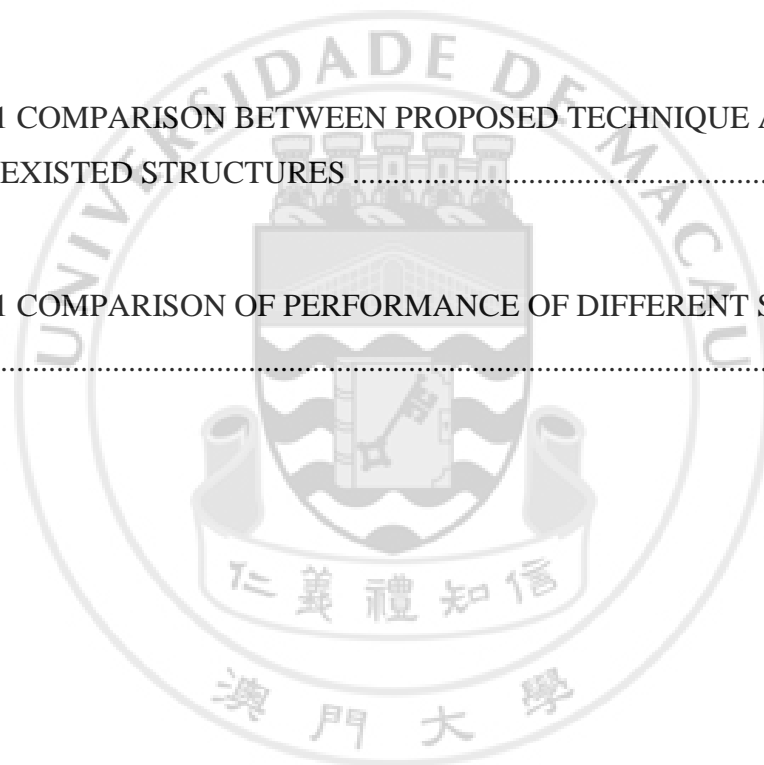 UNIVERSIDADE DE MACAU
1 COMPARISON BETWEEN PROPOSED TECHNIQUE A
EXISTED STRUCTURES ...............................................
1 COMPARISON OF PERFORMANCE OF DIFFERENT S
................................................................................................
仁義禮知信
澳門大學